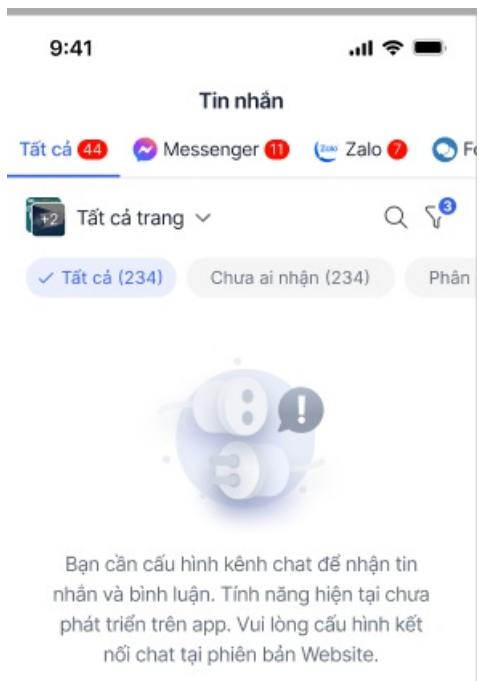 9:41
Tin nhắn
Tất cả 44 Messenger 11 Zalo Zalo 7
+2 Tất cả trang 3
Tất cả (234) Chưa ai nhận (234) Phân
Bạn cần cấu hình kênh chat để nhận tin
nhắn và bình luận. Tính năng hiện tại chưa
phát triển trên app. Vui lòng cấu hình kết
nối chat tại phiên bản Website.